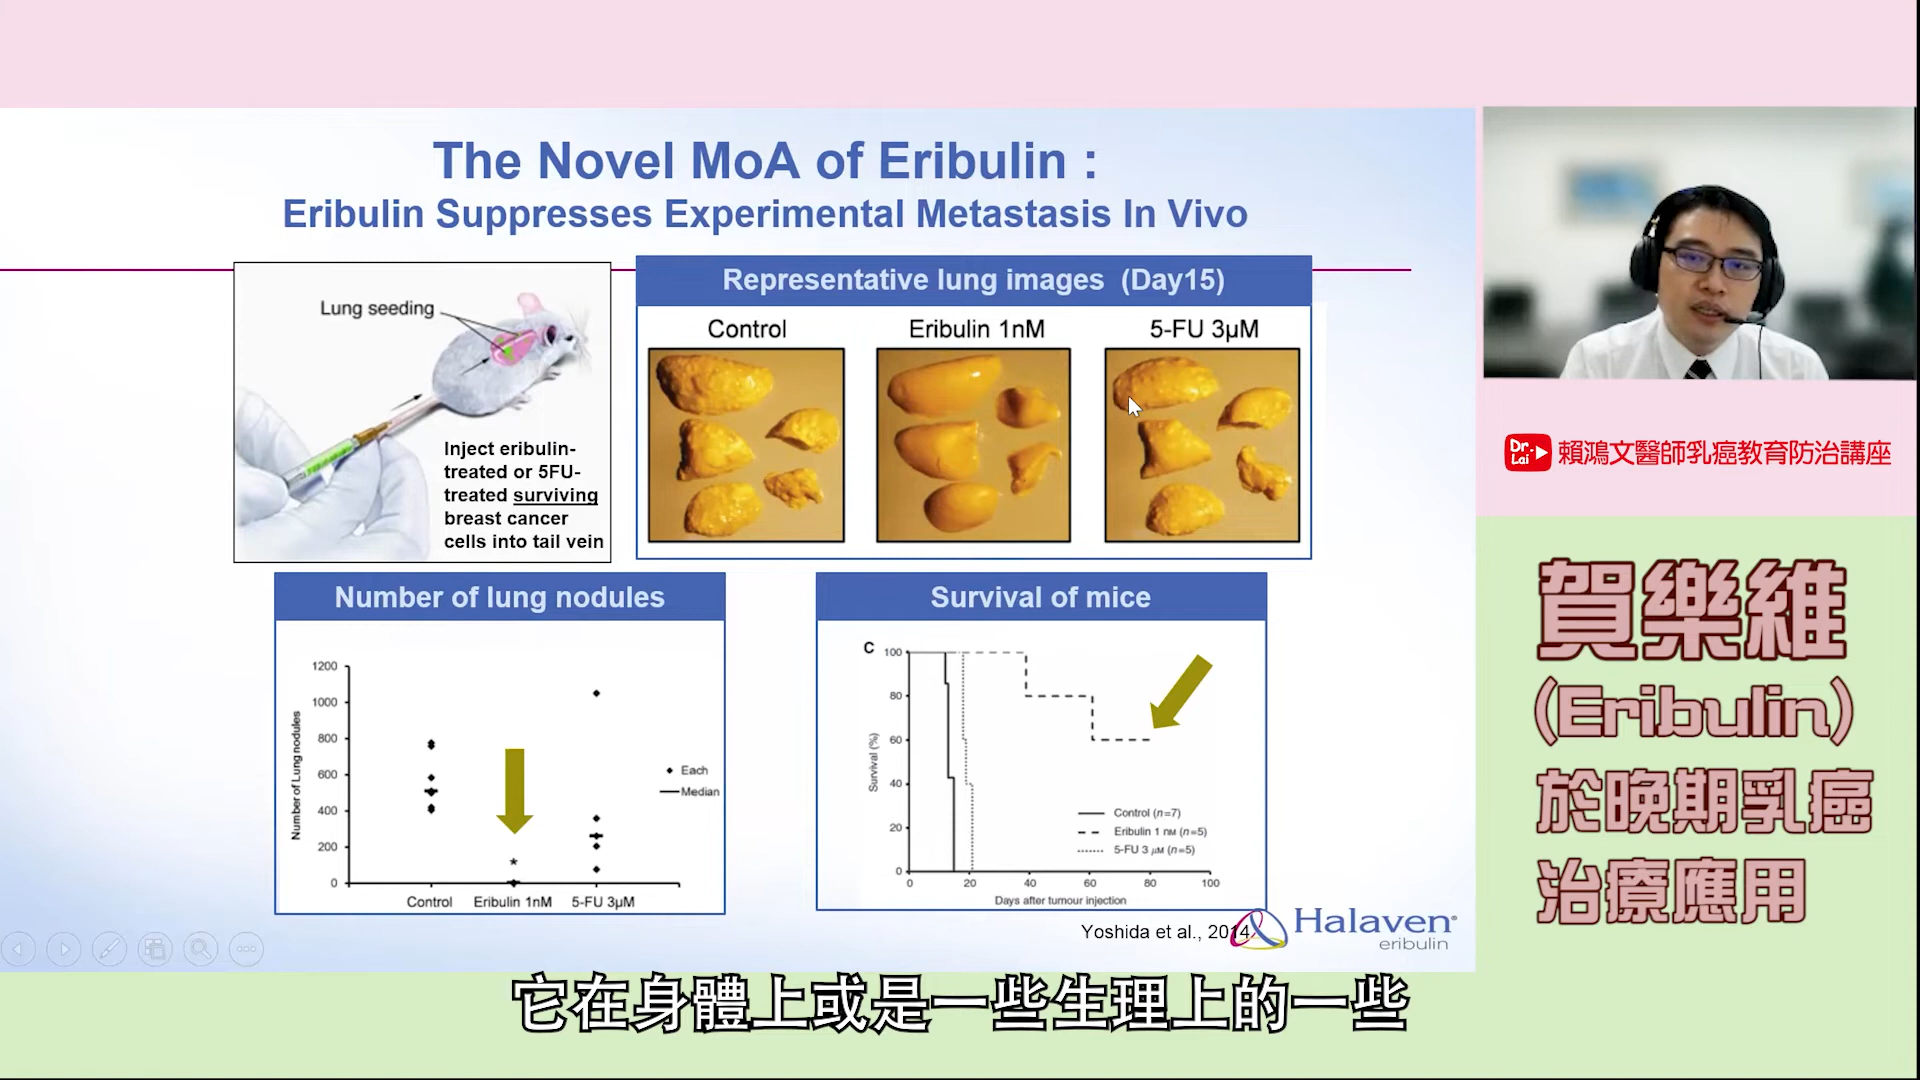 The Novel MoA of Eribulin :
Eribulin Suppresses Experimental Metastasis In Vivo
Lung seeding
Inject eribulin-
treated or 5FU-
treated surviving
breast cancer
cells into tail vein
Representative lung images (Day15)
Control
Eribulin 1nM
5-FU 3µM
Number of lung nodules
Number of Lung nodules
1200
1000
800
600
400
200
0
*
Control
Eribulin 1nM
5-FU 3µM
Each
Median
Survival of mice
C
Survival (%)
100
80
60
40
20
0
0
20
40
60
80
100
Days after tumour injection
Control (n=7)
Eribulin 1 nM (n=5)
5-FU 3 µM (n=5)
Yoshida et al., 2014
Halaven®
eribulin
Dr.
Lai
賴鴻文醫師乳癌教育防治講座
賀樂維
(Eribulin)
於晚期乳癌
治療應用
它在身體上或是一些生理上的一些